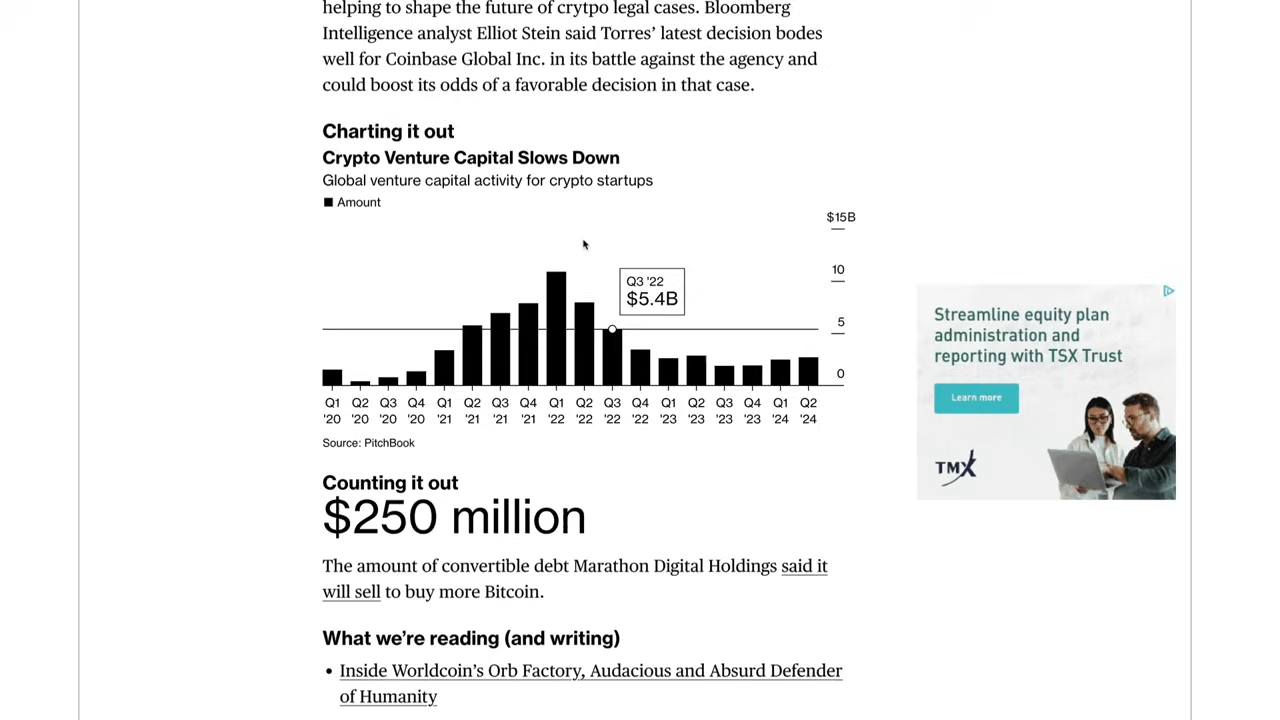 helping to shape the future of crytpo legal cases. Bloomberg
Intelligence analyst Elliot Stein said Torres’ latest decision bodes
well for Coinbase Global Inc. in its battle against the agency and
could boost its odds of a favorable decision in that case.
Charting it out
Crypto Venture Capital Slows Down
Global venture capital activity for crypto startups
Amount
$15B
10
5
0
Q3 '22
$5.4B
Q1 Q2 Q3 Q4 Q1 Q2 Q3 Q4 Q1 Q2 Q3 Q4 Q1 Q2 Q3 Q4 Q1 Q2
'20 '20 '20 '20 '21 '21 '21 '21 '22 '22 '22 '22 '23 '23 '23 '23 '24 '24
Source: PitchBook
Counting it out
$250 million
The amount of convertible debt Marathon Digital Holdings said it
will sell to buy more Bitcoin.
What we’re reading (and writing)
• Inside Worldcoin’s Orb Factory, Audacious and Absurd Defender
of Humanity
Streamline equity plan
administration and
reporting with TSX Trust
Learn more
TMX